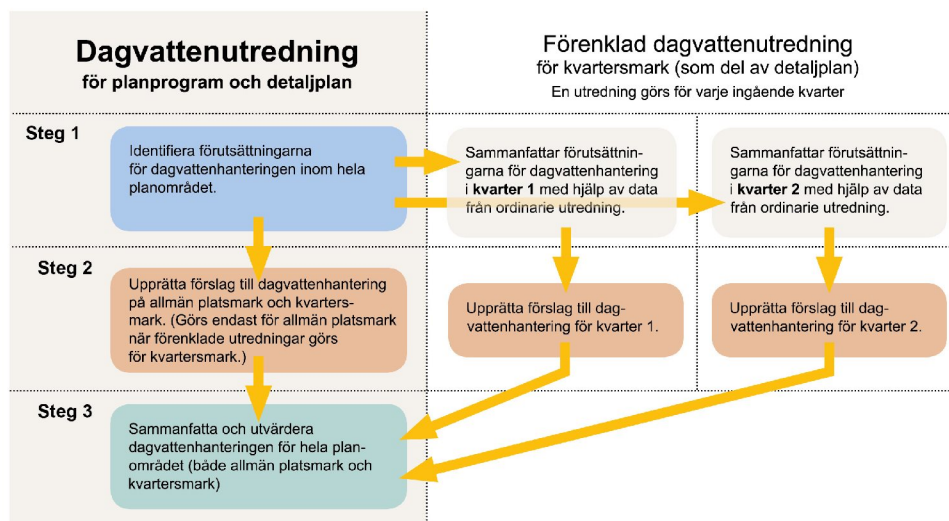 Dagvattenutredning
för planprogram och detaljplan
Förenklad dagvattenutredning
för kvartersmark (som del av detaljplan)
En utredning görs för varje ingående kvarter
Steg 1
Identifiera förutsättningarna
för dagvattenhanteringen inom hela
planområdet.
Sammanfattar förutsättnin-
garna för dagvattenhantering
i kvarter 1 med hjälp av data
från ordinarie utredning.
Sammanfattar förutsättnin-
garna för dagvattenhantering
i kvarter 2 med hjälp av data
från ordinarie utredning.
Steg 2
Upprätta förslag till dagvattenhantering
på allmän platsmark och kvarters-
mark. (Görs endast för allmän platsmark
när förenklade utredningar görs
för kvartersmark.)
Upprätta förslag till dag-
vattenhantering för kvarter 1.
Upprätta förslag till dag-
vattenhantering för kvarter 2.
Steg 3
Sammanfatta och utvärdera
dagvattenhanteringen för hela plan-
området (både allmän platsmark och
kvartersmark)